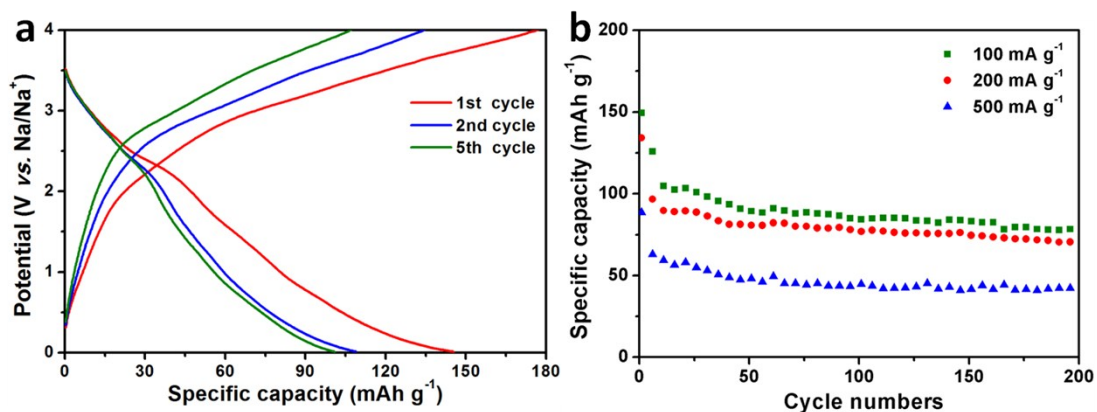 a
Potential (V vs. Na/Na⁺)
4
3
2
1
0
1st cycle
2nd cycle
5th cycle
0 30 60 90 120 150 180
Specific capacity (mAh g⁻¹)
b
Specific capacity (mAh g⁻¹)
200
150
100
50
0
100 mA g⁻¹
200 mA g⁻¹
500 mA g⁻¹
0 50 100 150 200
Cycle numbers